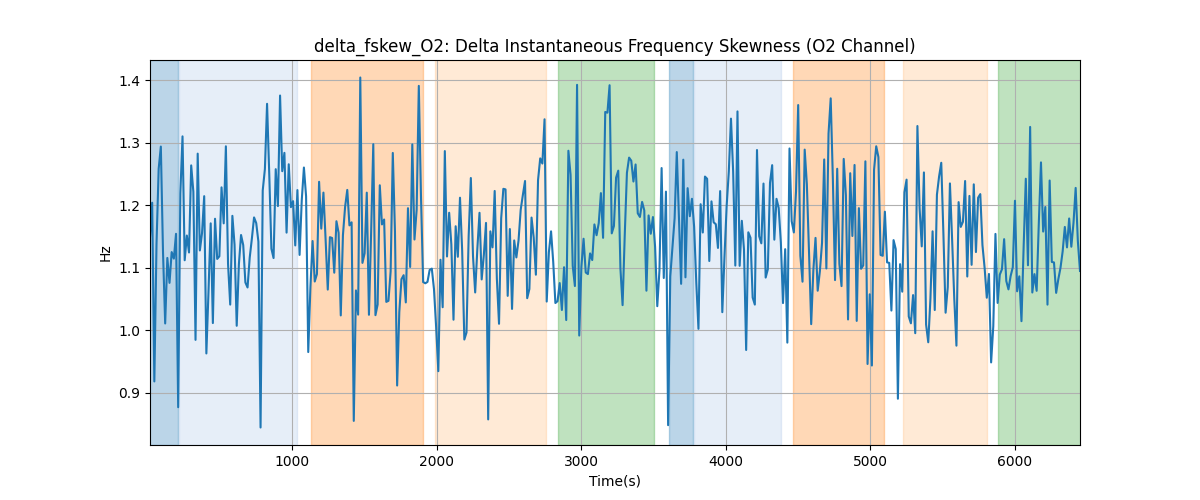 delta_fskew_O2: Delta Instantaneous Frequency Skewness (O2 Channel)
1.4
1.3
1.2
1.1
1.0
0.9
Hz
1000 2000 3000 4000 5000 6000
Time(s)